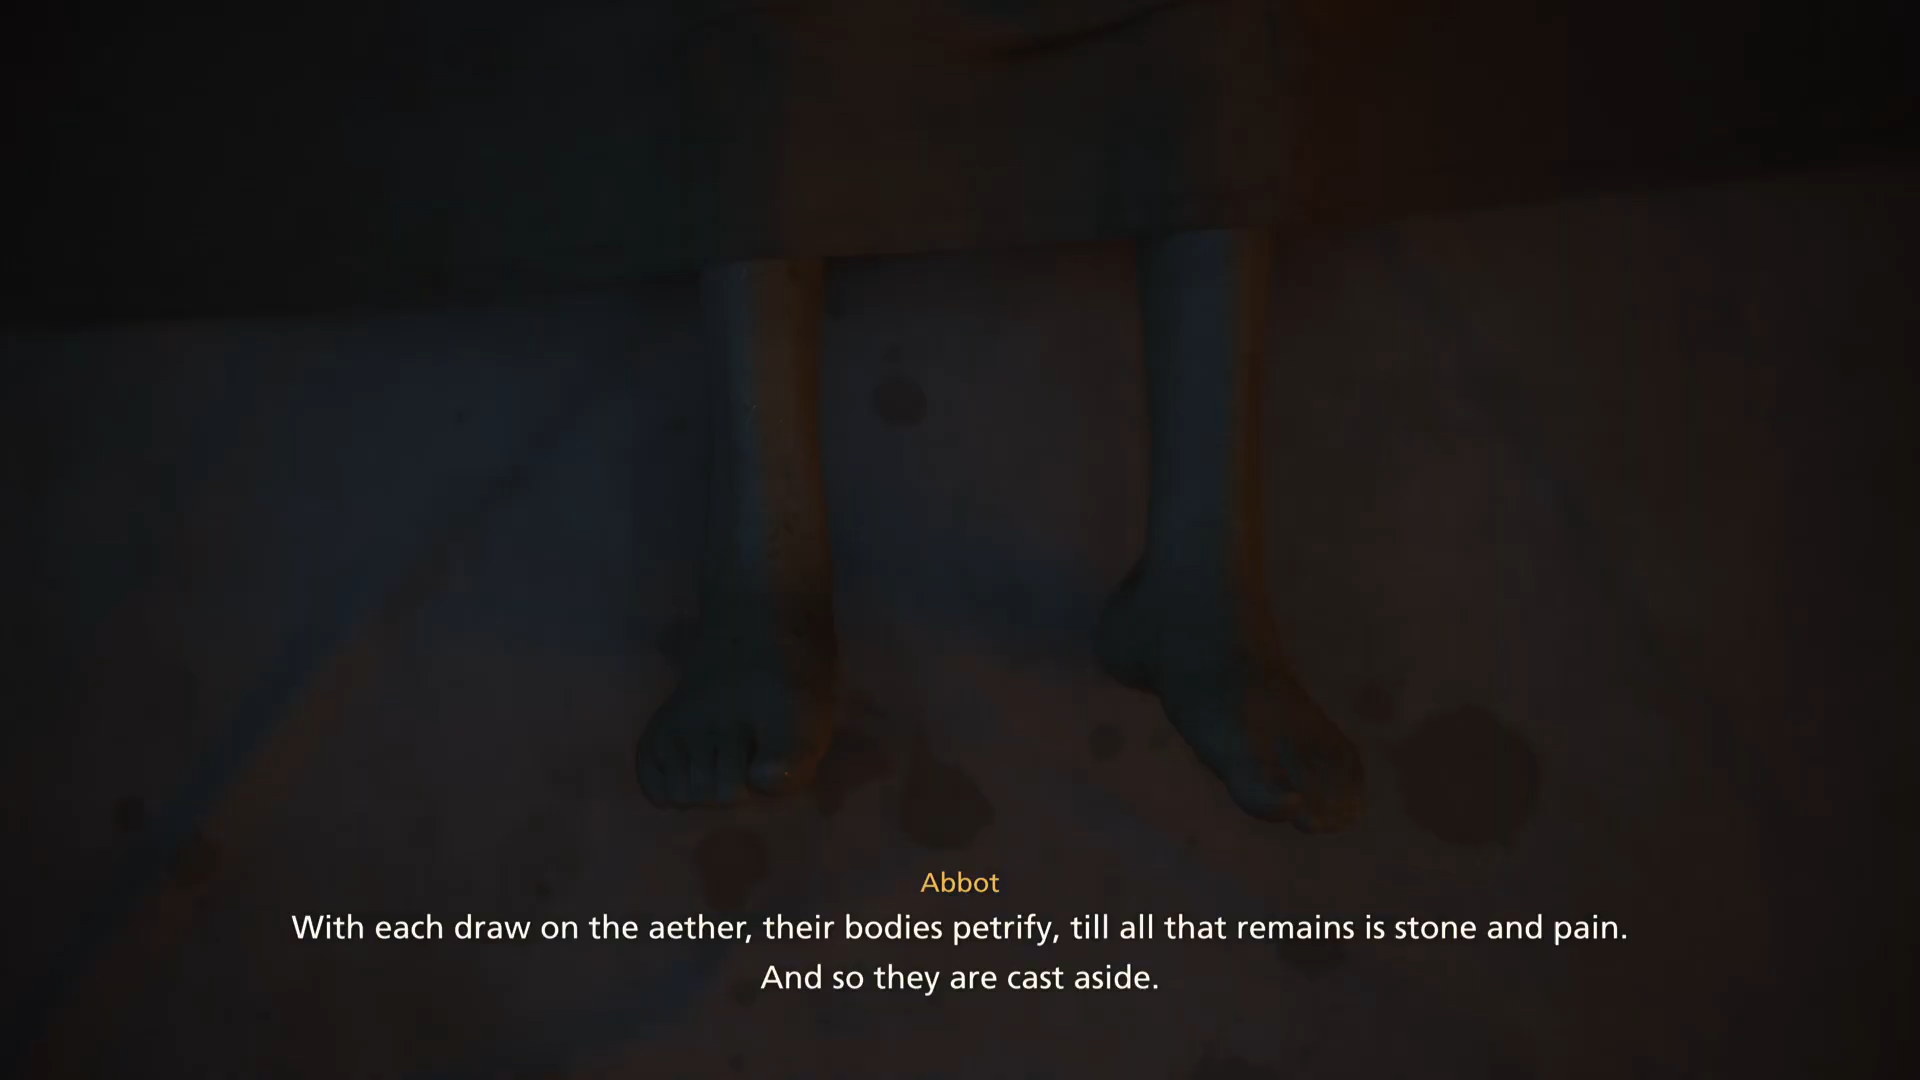 Abbot
With each draw on the aether, their bodies petrify, till all that remains is stone and pain.
And so they are cast aside.